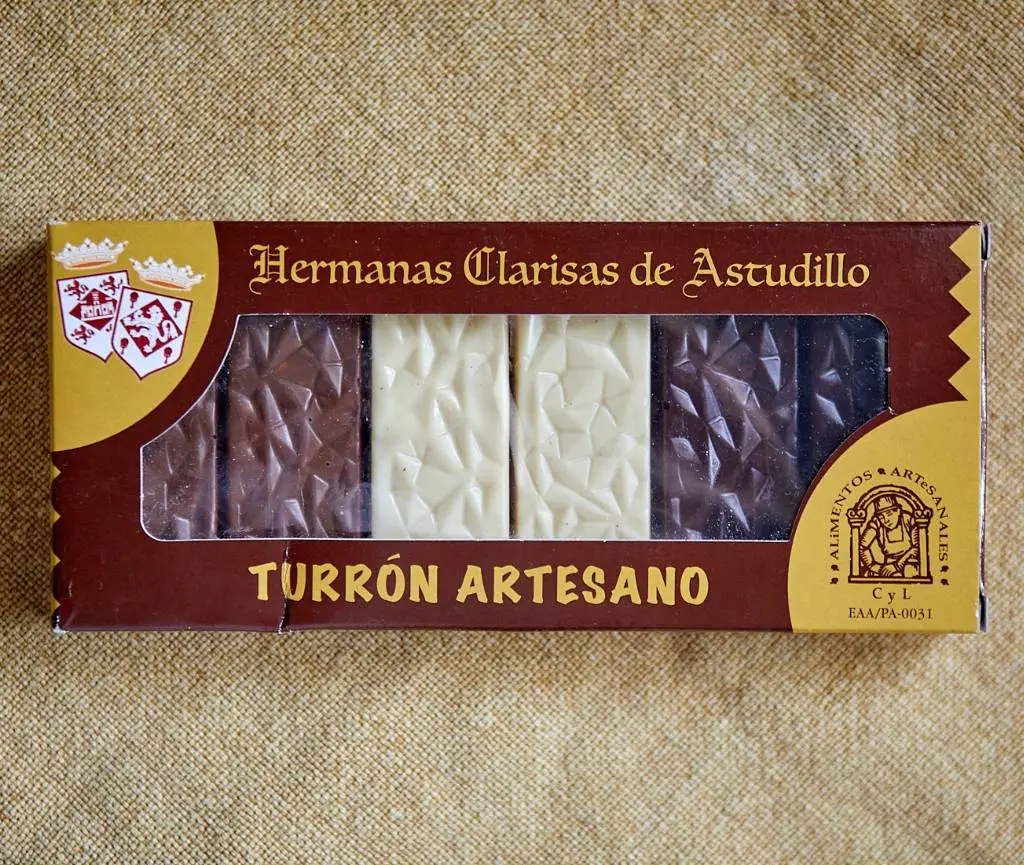 Hermanas Clarisas de Astudillo
TURRÓN ARTESANO
ALiMENTOS ARTeSANALES
C y L
EAA/PA-0031